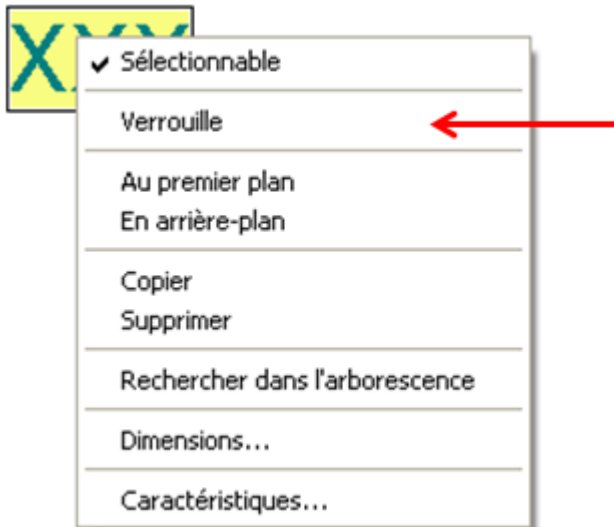 XXX
Sélectionnable
Verrouille
Au premier plan
En arrière-plan
Copier
Supprimer
Rechercher dans l'arborescence
Dimensions...
Caractéristiques...